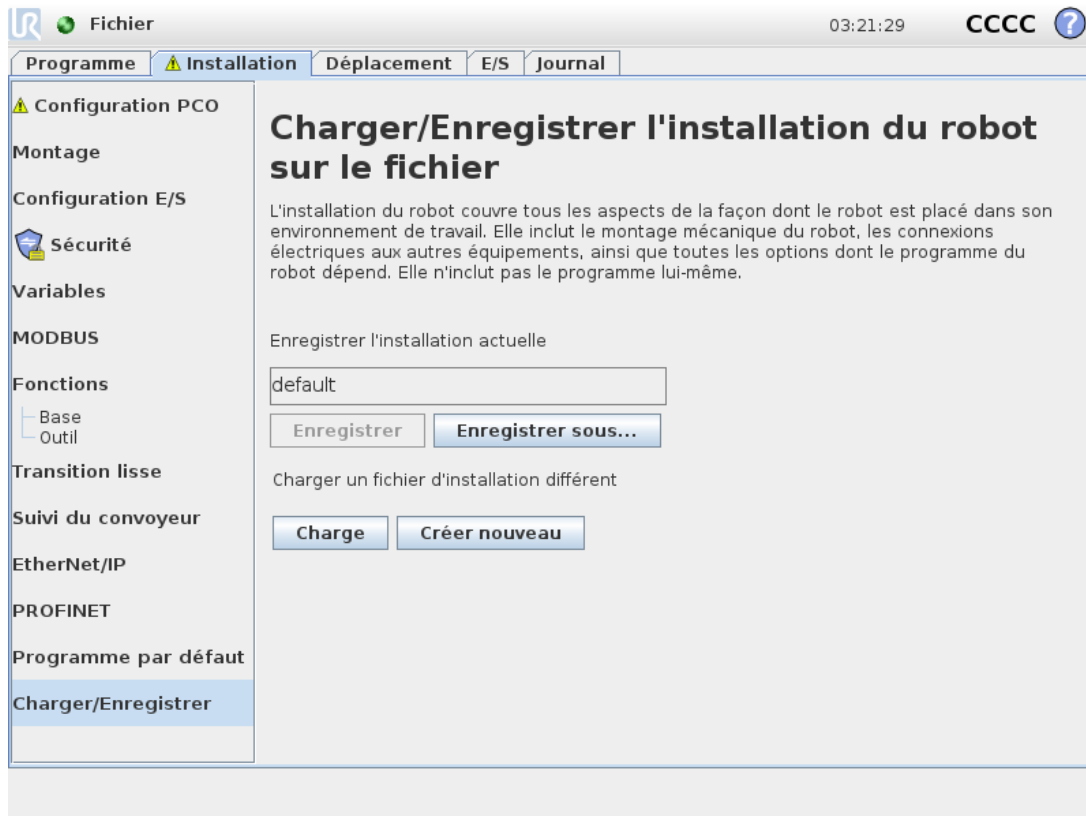 Fichier
03:21:29
CCCC
?
Programme
Installation
Déplacement
E/S
Journal
Configuration PCO
Montage
Configuration E/S
Sécurité
Variables
MODBUS
Fonctions
Base
Outil
Transition lisse
Suivi du convoyeur
EtherNet/IP
PROFINET
Programme par défaut
Charger/Enregistrer
Charger/Enregistrer l'installation du robot
sur le fichier
L'installation du robot couvre tous les aspects de la façon dont le robot est placé dans son
environnement de travail. Elle inclut le montage mécanique du robot, les connexions
électriques aux autres équipements, ainsi que toutes les options dont le programme du
robot dépend. Elle n'inclut pas le programme lui-même.
Enregistrer l'installation actuelle
default
Enregistrer
Enregistrer sous...
Charger un fichier d'installation différent
Charge
Créer nouveau